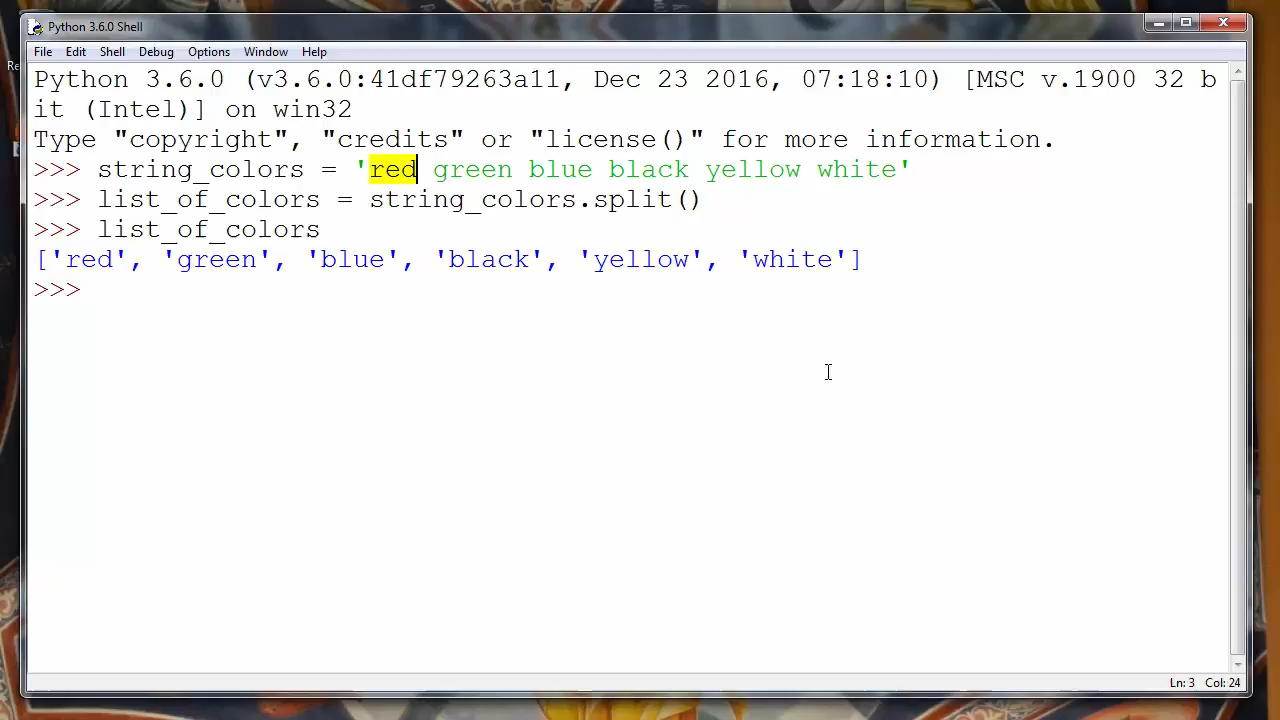 Python 3.6.0 Shell
File Edit Shell Debug Options Window Help
Python 3.6.0 (v3.6.0:41df79263a11, Dec 23 2016, 07:18:10) [MSC v.1900 32 b
it (Intel)] on win32
Type "copyright", "credits" or "license()" for more information.
>>> string_colors = 'red green blue black yellow white'
>>> list_of_colors = string_colors.split()
>>> list_of_colors
['red', 'green', 'blue', 'black', 'yellow', 'white']
>>>
Ln: 3 Col: 24